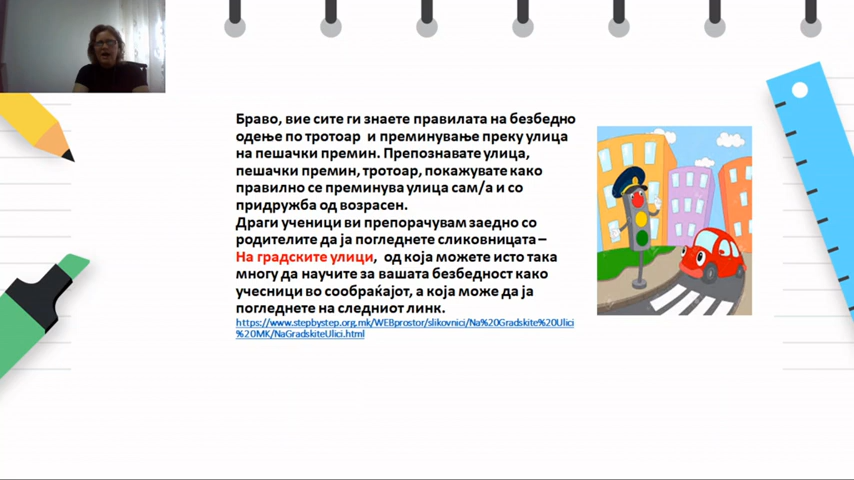 Браво, вие сите ги знаете правилата на безбедно
одење по тротоар и преминување преку улица
на пешачки премин. Препознавате улица,
пешачки премин, тротоар, покажувате како
правилно се преминува улица сам/а и со
придружба од возрасен.
Драги ученици ви препорачувам заедно со
родителите да ја погледнете сликовницата –
На градските улици, од која можете исто така
многу да научите за вашата безбедност како
учесници во сообраќајот, а која може да ја
погледнете на следниот линк.
https://www.stepbystep.org.mk/WEBprostor/slikovnici/Na%20Gradskite%20Ulici
%20MK/NaGradskiteUlici.html